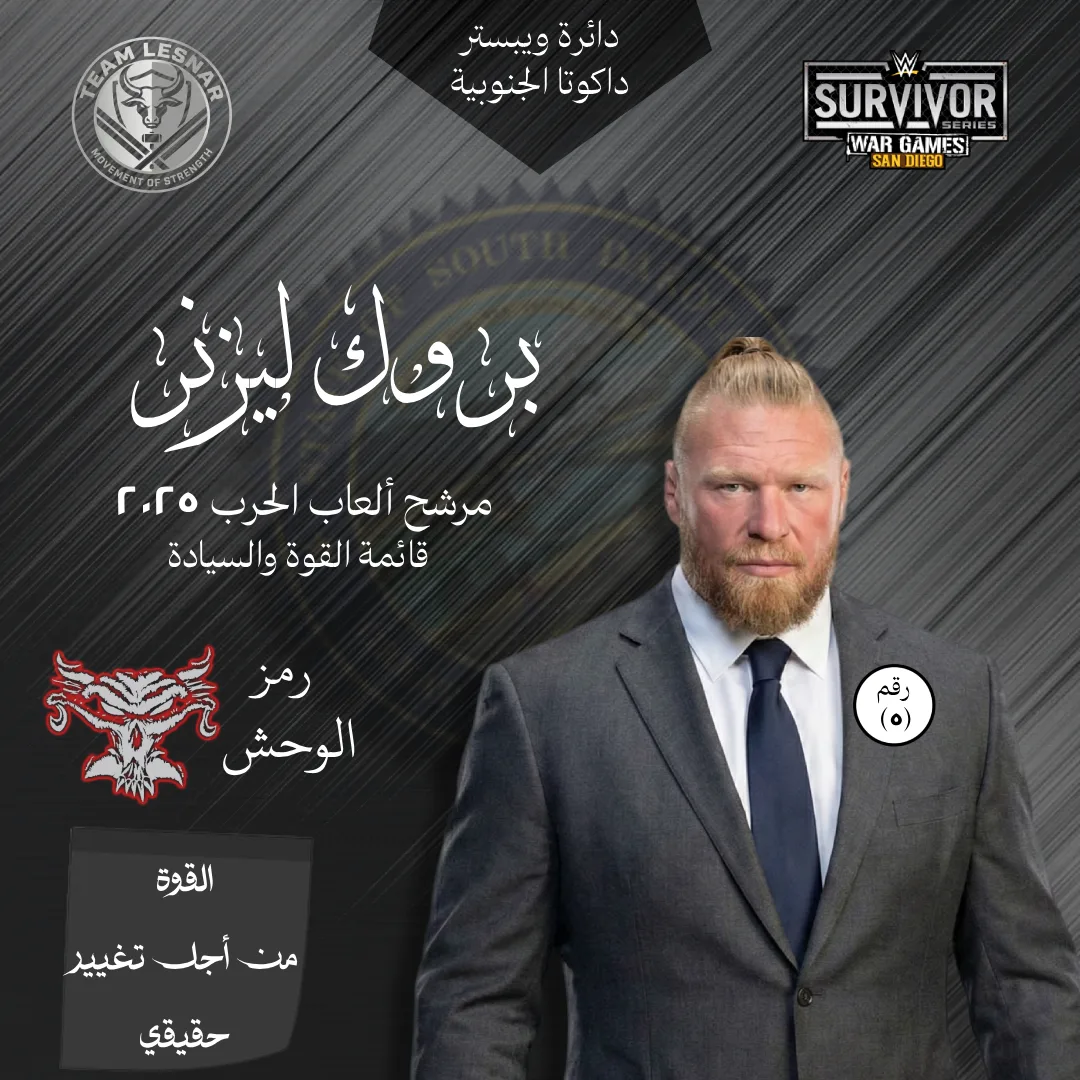 دائرة ويبستر
داكوتا الجنوبية
TEAM LESNAR
MOVEMENT OF STRENGTH
W
SURVIVOR
SERIES
WAR GAMES
SAN DIEGO
SOUTH
بروك ليزنر
مرشح ألعاب الحرب ٢٠٢٥
قائمة القوة والسيادة
رمز
الوحش
رقم
(٥)
القوة
من أجل تغيير
حقيقي